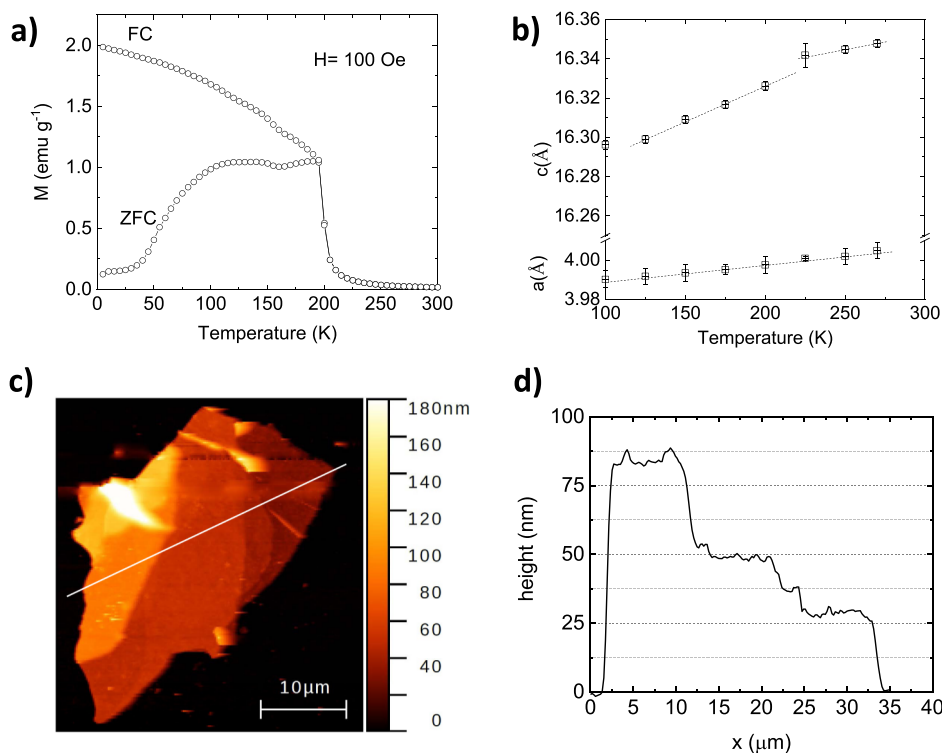 a)
FC
H= 100 Oe
ZFC
M (emu g⁻¹)
2.0
1.5
1.0
0.5
0.0
0 50 100 150 200 250 300
Temperature (K)
b)
c(Å)
16.36
16.34
16.32
16.30
16.28
16.26
a(Å)
4.00
3.98
100 150 200 250 300
Temperature (K)
c)
180nm
160
140
120
100
80
60
40
0
10µm
d)
height (nm)
100
75
50
25
0
0 5 10 15 20 25 30 35 40
x (µm)